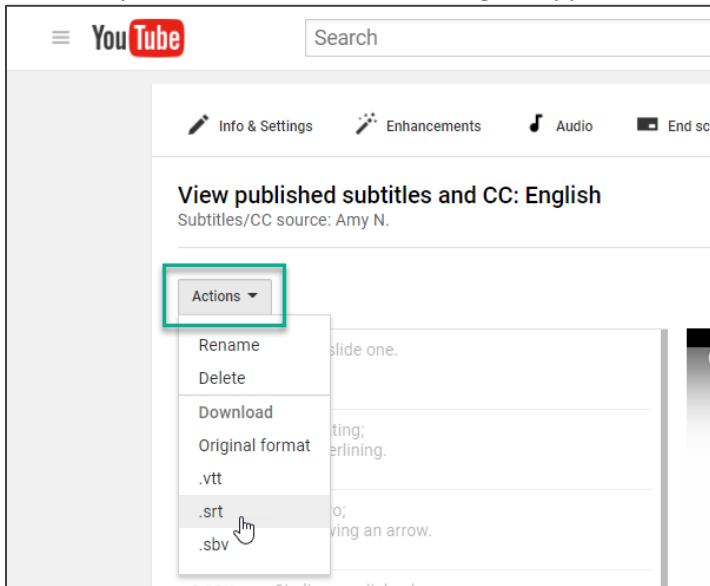 YouTube
Search
Info & Settings Enhancements Audio End sc
View published subtitles and CC: English
Subtitles/CC source: Amy N.
Actions
Rename
slide one.
Delete
Download
ting;
Original format
erlining.
.vtt
.srt
o;
ving an arrow.
.sbv